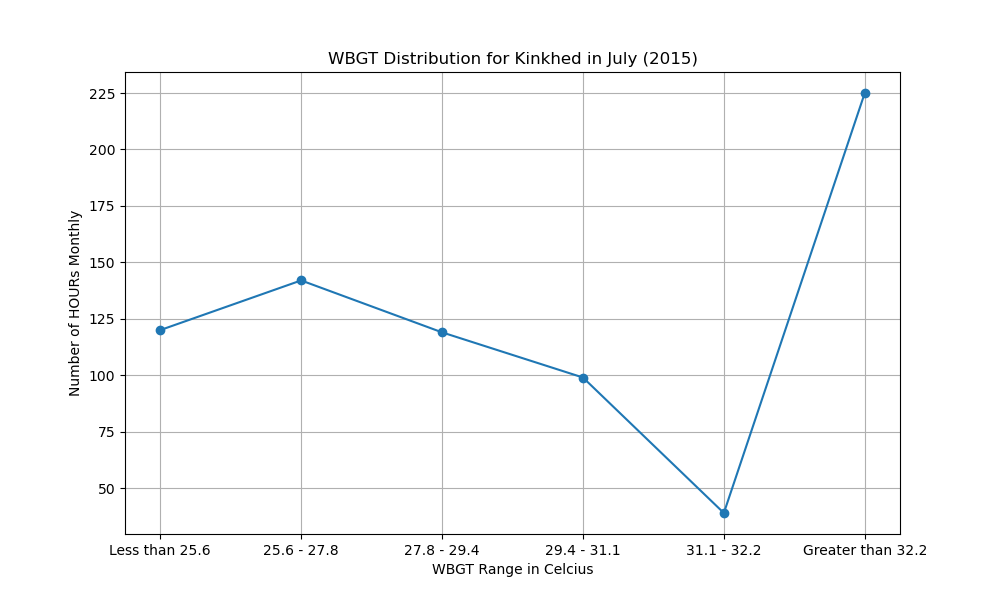 WBGT Distribution for Kinkhed in July (2015)
Number of HOURs Monthly
225
200
175
150
125
100
75
50
Less than 25.6
25.6 - 27.8
27.8 - 29.4
29.4 - 31.1
31.1 - 32.2
Greater than 32.2
WBGT Range in Celcius